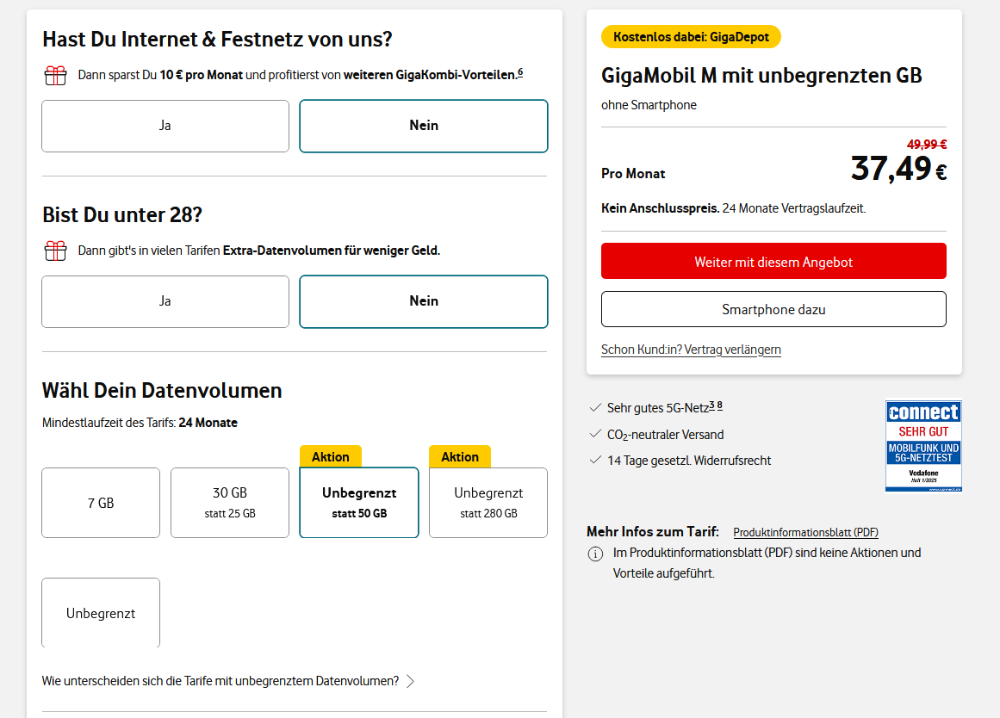 Hast Du Internet & Festnetz von uns?
Dann sparst Du 10 € pro Monat und profitierst von weiteren GigaKombi-Vorteilen.6
Ja
Nein
Bist Du unter 28?
Dann gibt's in vielen Tarifen Extra-Datenvolumen für weniger Geld.
Ja
Nein
Wähl Dein Datenvolumen
Mindestlaufzeit des Tarifs: 24 Monate
7 GB
30 GB
statt 25 GB
Aktion
Unbegrenzt
statt 50 GB
Aktion
Unbegrenzt
statt 280 GB
Unbegrenzt
Wie unterscheiden sich die Tarife mit unbegrenztem Datenvolumen?
Kostenlos dabei: GigaDepot
GigaMobil M mit unbegrenzten GB
ohne Smartphone
49,99 €
Pro Monat
37,49 €
Kein Anschlusspreis. 24 Monate Vertragslaufzeit.
Weiter mit diesem Angebot
Smartphone dazu
Schon Kund:in? Vertrag verlängern
Sehr gutes 5G-Netz3 8
CO2-neutraler Versand
14 Tage gesetzl. Widerrufsrecht
connect
SEHR GUT
MOBILFUNK UND
5G-NETZTEST
Vodafone
Heft 1/2025
www.connect.de
Mehr Infos zum Tarif:
Produktinformationsblatt (PDF)
Im Produktinformationsblatt (PDF) sind keine Aktionen und
Vorteile aufgeführt.